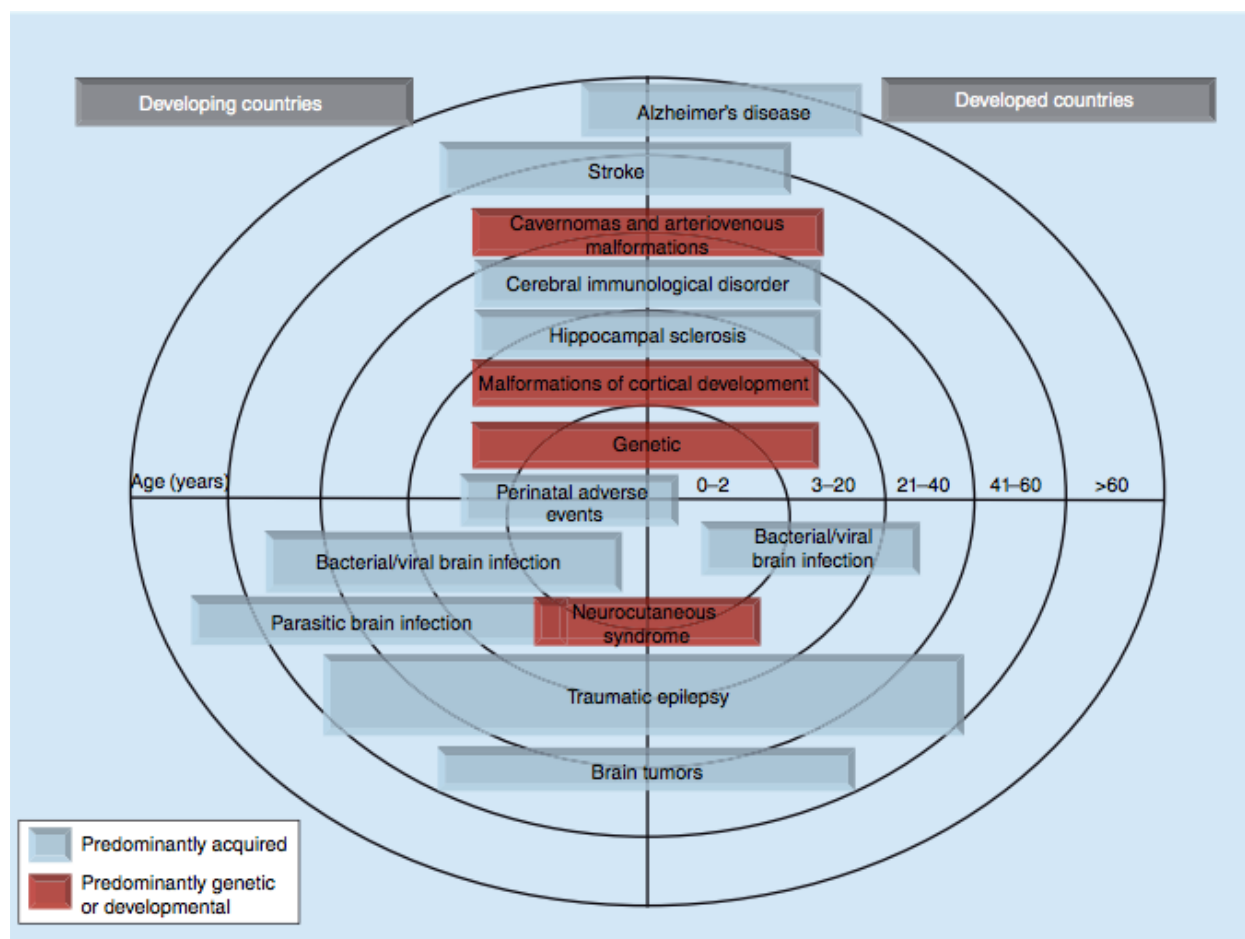 Developing countries
Developed countries
Alzheimer's disease
Stroke
Cavernomas and arteriovenous
malformations
Cerebral immunological disorder
Hippocampal sclerosis
Malformations of cortical development
Genetic
Age (years)
Perinatal adverse
events
0–2
3–20
21–40
41–60
>60
Bacterial/viral brain infection
Bacterial/viral
brain infection
Parasitic brain infection
Neurocutaneous
syndrome
Traumatic epilepsy
Brain tumors
Predominantly acquired
Predominantly genetic
or developmental